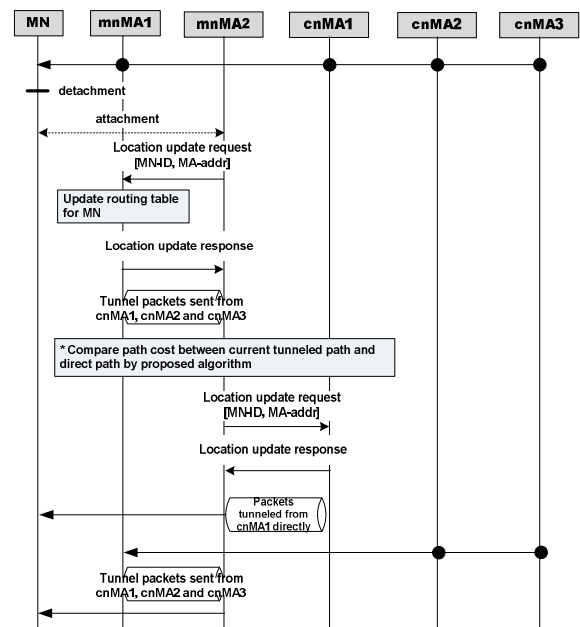 MN mnMA1 mnMA2 cnMA1 cnMA2 cnMA3
detachment
attachment
Location update request
[MN-ID, MA-addr]
Update routing table
for MN
Location update response
Tunnel packets sent from
cnMA1, cnMA2 and cnMA3
* Compare path cost between current tunneled path and
direct path by proposed algorithm
Location update request
[MN-ID, MA-addr]
Location update response
Packets
tunneled from
cnMA1 directly
Tunnel packets sent from
cnMA1, cnMA2 and cnMA3